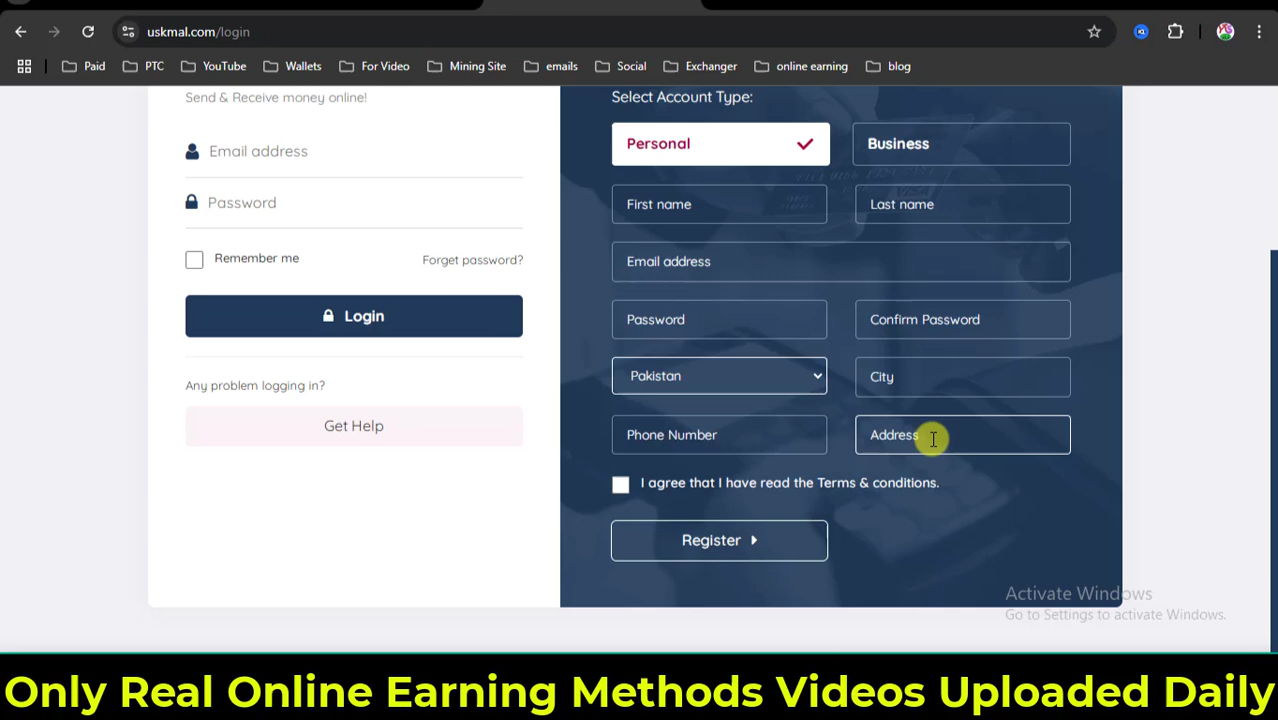 uskmal.com/login
Paid
PTC
YouTube
Wallets
For Video
Mining Site
emails
Social
Exchanger
online earning
blog
Send & Receive money online!
Email address
Password
Remember me
Forget password?
Login
Any problem logging in?
Get Help
Select Account Type:
Personal
Business
First name
Last name
Email address
Password
Confirm Password
Pakistan
City
Phone Number
Address
I agree that I have read the Terms & conditions.
Register
Activate Windows
Go to Settings to activate Windows.
Only Real Online Earning Methods Videos Uploaded Daily